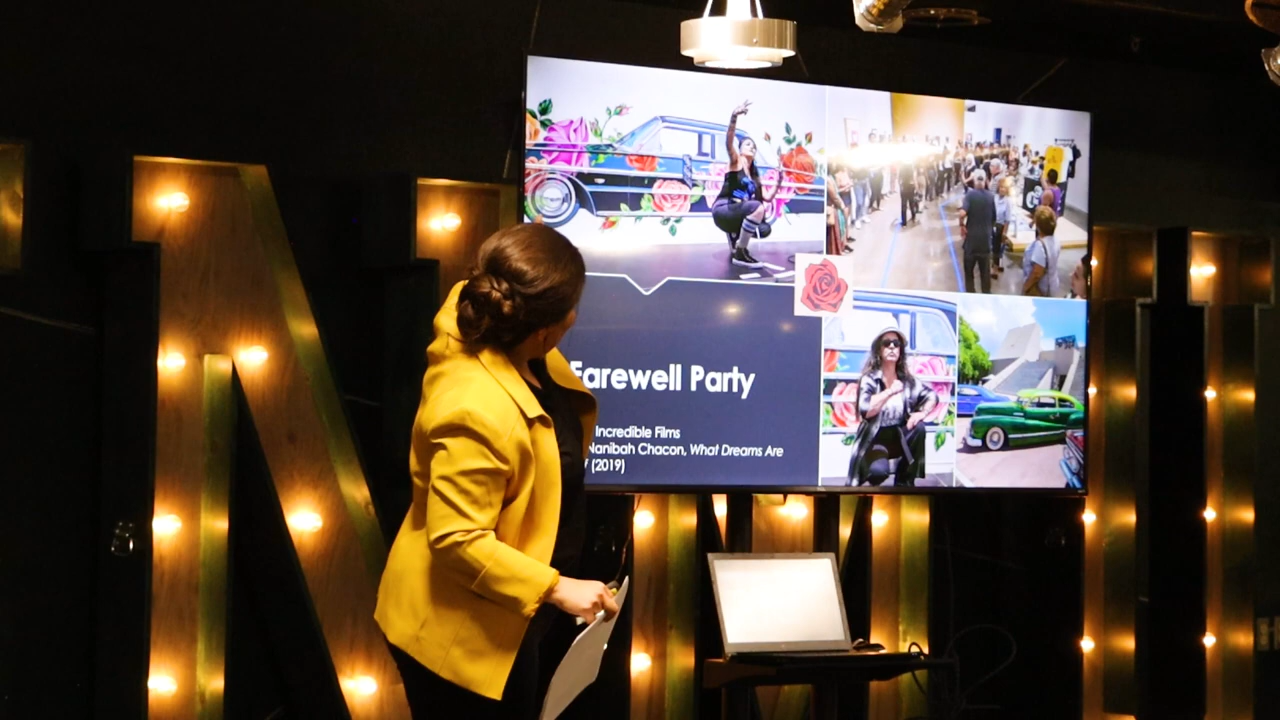 Farewell Party
Incredible Films
Nanibah Chacon, What Dreams Are
(2019)